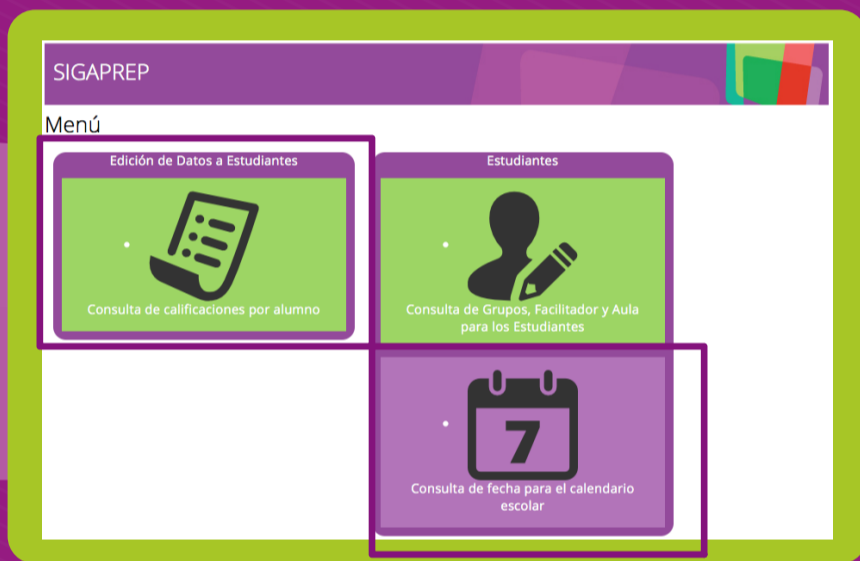 SIGAPREP
Menú
Edición de Datos a Estudiantes
Consulta de calificaciones por alumno
Estudiantes
Consulta de Grupos, Facilitador y Aula
para los Estudiantes
7
Consulta de fecha para el calendario
escolar